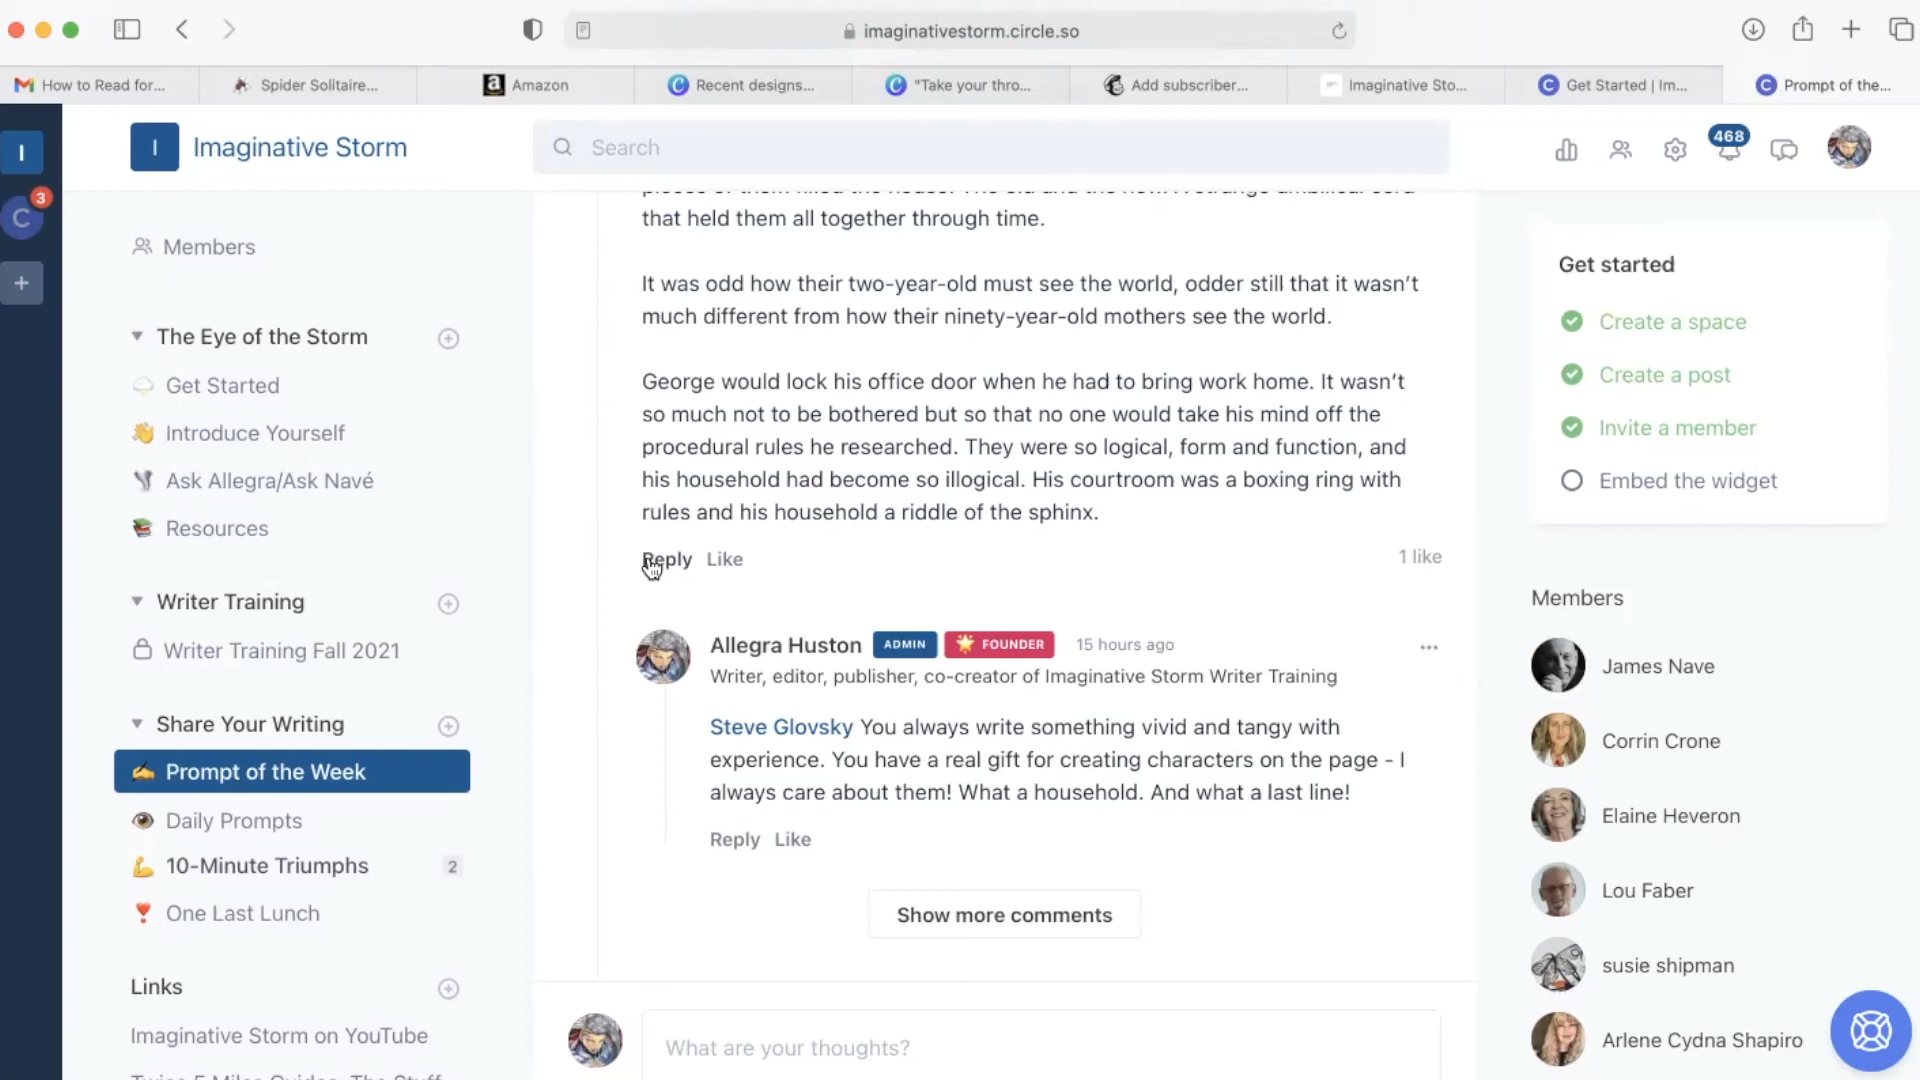 imaginativestorm.circle.so
How to Read for...
Spider Solitaire...
Amazon
Recent designs...
"Take your thro...
Add subscriber...
Imaginative Sto...
Get Started | Im...
Prompt of the...
I
I
Imaginative Storm
Search
468
C
3
Members
The Eye of the Storm
Get Started
Introduce Yourself
Ask Allegra/Ask Navé
Resources
Writer Training
Writer Training Fall 2021
Share Your Writing
Prompt of the Week
Daily Prompts
10-Minute Triumphs
2
One Last Lunch
Links
Imaginative Storm on YouTube
that held them all together through time.
It was odd how their two-year-old must see the world, odder still that it wasn't
much different from how their ninety-year-old mothers see the world.
George would lock his office door when he had to bring work home. It wasn't
so much not to be bothered but so that no one would take his mind off the
procedural rules he researched. They were so logical, form and function, and
his household had become so illogical. His courtroom was a boxing ring with
rules and his household a riddle of the sphinx.
Reply Like
1 like
Allegra Huston ADMIN FOUNDER 15 hours ago
Writer, editor, publisher, co-creator of Imaginative Storm Writer Training
Steve Glovsky You always write something vivid and tangy with
experience. You have a real gift for creating characters on the page - I
always care about them! What a household. And what a last line!
Reply Like
Show more comments
What are your thoughts?
Get started
Create a space
Create a post
Invite a member
Embed the widget
Members
James Nave
Corrin Crone
Elaine Heveron
Lou Faber
susie shipman
Arlene Cydna Shapiro